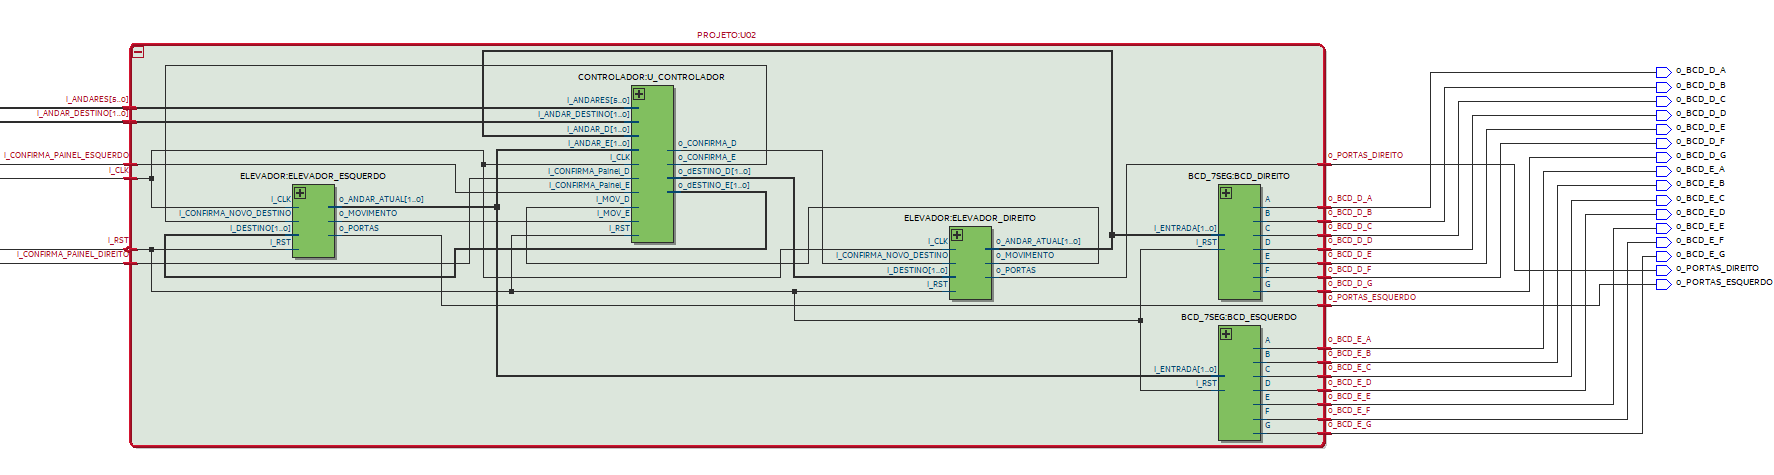 PROJETO:U02
I_ANDARES[5..0]
I_ANDAR_DESTINO[1..0]
I_CONFIRMA_PAINEL_ESQUERDO
I_CLK
I_RST
I_CONFIRMA_PAINEL_DIREITO
ELEVADOR:ELEVADOR_ESQUERDO
I_CLK
I_CONFIRMA_NOVO_DESTINO
I_DESTINO[1..0]
I_RST
o_ANDAR_ATUAL[1..0]
o_MOVIMENTO
o_PORTAS
CONTROLADOR:U_CONTROLADOR
I_ANDARES[5..0]
I_ANDAR_DESTINO[1..0]
I_ANDAR_D[1..0]
I_ANDAR_E[1..0]
I_CLK
I_CONFIRMA_Painel_D
I_CONFIRMA_Painel_E
I_MOV_D
I_MOV_E
I_RST
o_CONFIRMA_D
o_CONFIRMA_E
o_dESTINO_D[1..0]
o_dESTINO_E[1..0]
ELEVADOR:ELEVADOR_DIREITO
I_CLK
I_CONFIRMA_NOVO_DESTINO
I_DESTINO[1..0]
I_RST
o_ANDAR_ATUAL[1..0]
o_MOVIMENTO
o_PORTAS
BCD_7SEG:BCD_DIREITO
I_ENTRADA[1..0]
I_RST
A
B
C
D
E
F
G
BCD_7SEG:BCD_ESQUERDO
I_ENTRADA[1..0]
I_RST
A
B
C
D
E
F
G
o_PORTAS_DIREITO
o_BCD_D_A
o_BCD_D_B
o_BCD_D_C
o_BCD_D_D
o_BCD_D_E
o_BCD_D_F
o_BCD_D_G
o_PORTAS_ESQUERDO
o_BCD_E_A
o_BCD_E_B
o_BCD_E_C
o_BCD_E_D
o_BCD_E_E
o_BCD_E_F
o_BCD_E_G
o_BCD_D_A
o_BCD_D_B
o_BCD_D_C
o_BCD_D_D
o_BCD_D_E
o_BCD_D_F
o_BCD_D_G
o_BCD_E_A
o_BCD_E_B
o_BCD_E_C
o_BCD_E_D
o_BCD_E_E
o_BCD_E_F
o_BCD_E_G
o_PORTAS_DIREITO
o_PORTAS_ESQUERDO